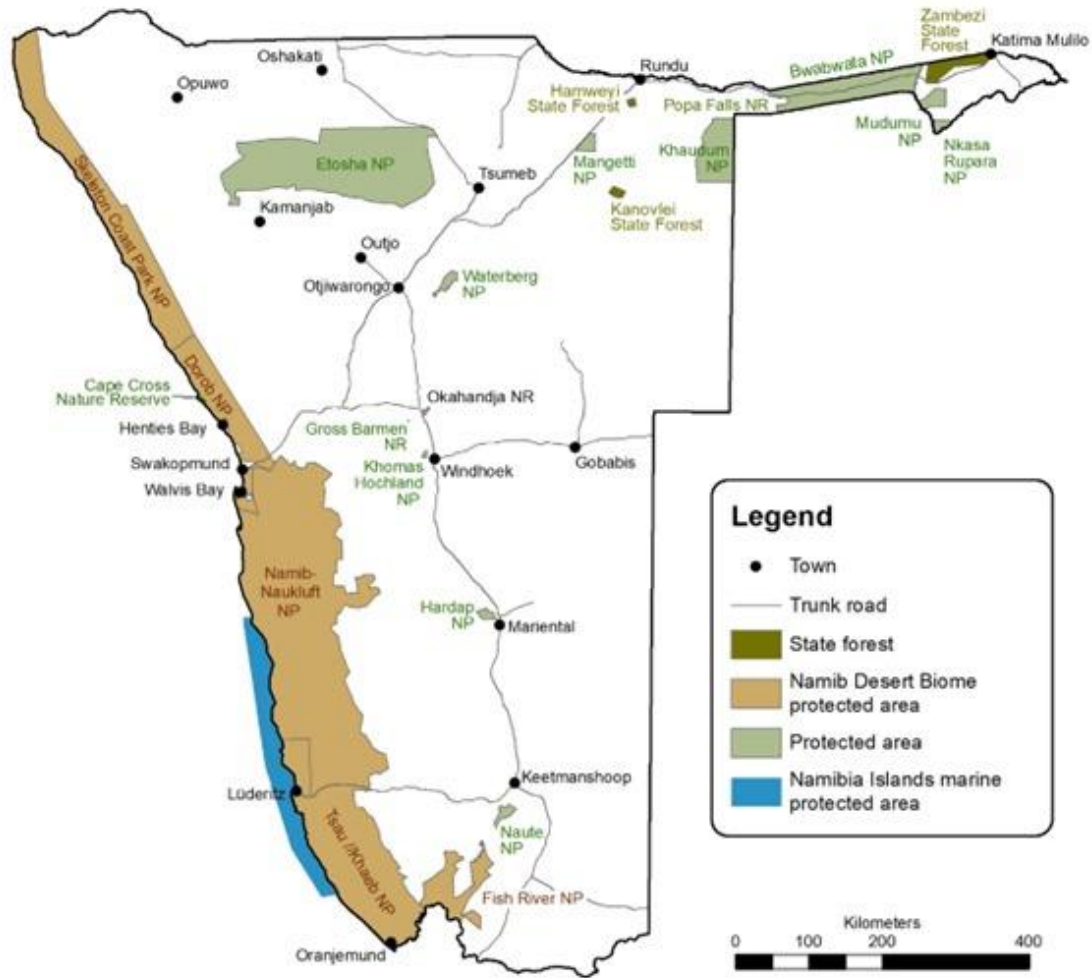 Zambezi
State
Forest
Katima Mulilo
Oshakati
Rundu
Bwabwata NP
Opuwo
Hamweyi
State Forest
Popa Falls NR
Mudumu
NP
Nkasa
Rupara
NP
Etosha NP
Mangetti
NP
Khaudum
NP
Tsumeb
Kanovlei
State Forest
Kamanjab
Skeleton Coast Park NP
Outjo
Otjiwarongo
Waterberg
NP
Dorob NP
Cape Cross
Nature Reserve
Okahandja NR
Henties Bay
Gross Barmen
NR
Khomas
Hochland
NP
Windhoek
Gobabis
Swakopmund
Walvis Bay
Namib-
Naukluft
NP
Hardap
NP
Mariental
Keetmanshoop
Lüderitz
Naute
NP
Tsau //Khaeb NP
Fish River NP
Oranjemund
Legend
Town
Trunk road
State forest
Namib Desert Biome
protected area
Protected area
Namibia Islands marine
protected area
Kilometers
0 50 100 200 400